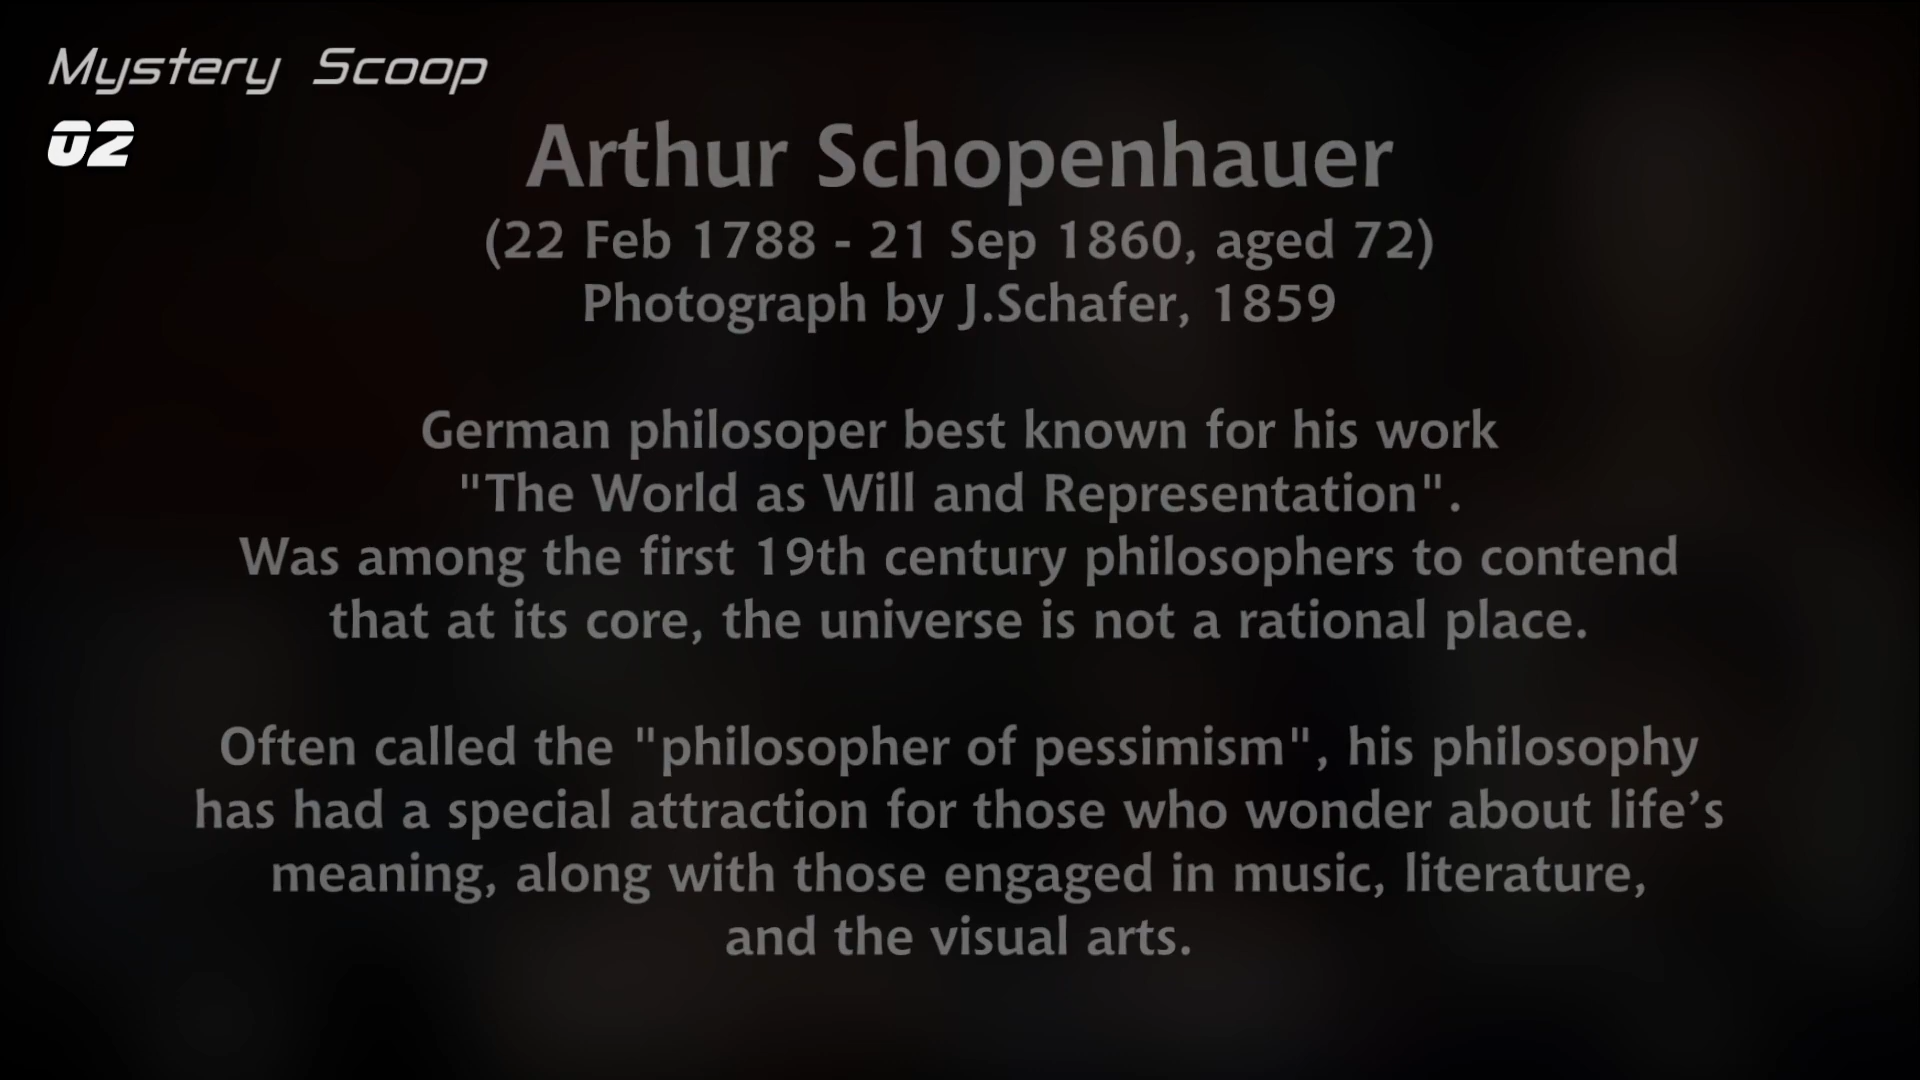 Mystery Scoop
02
Arthur Schopenhauer
(22 Feb 1788 - 21 Sep 1860, aged 72)
Photograph by J.Schafer, 1859
German philosoper best known for his work
"The World as Will and Representation".
Was among the first 19th century philosophers to contend
that at its core, the universe is not a rational place.
Often called the "philosopher of pessimism", his philosophy
has had a special attraction for those who wonder about life’s
meaning, along with those engaged in music, literature,
and the visual arts.